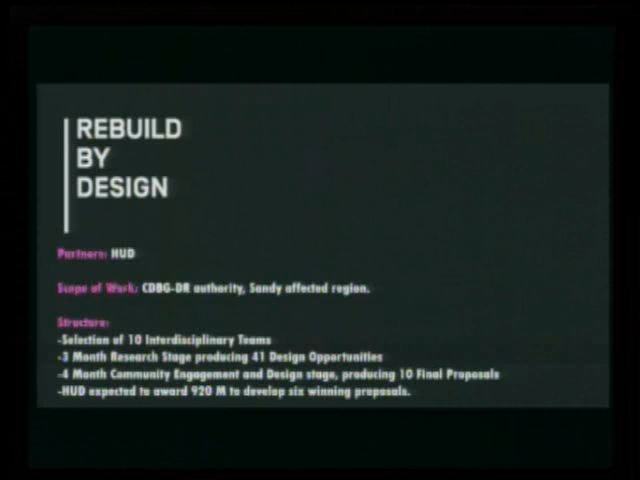 REBUILD
BY
DESIGN
Partners: HUD
Scope of Work: CDBG-DR authority, Sandy affected region.
Structure:
-Selection of 10 Interdisciplinary Teams
-3 Month Research Stage producing 41 Design Opportunities
-4 Month Community Engagement and Design stage, producing 10 Final Proposals
-HUD expected to award 920 M to develop six winning proposals.